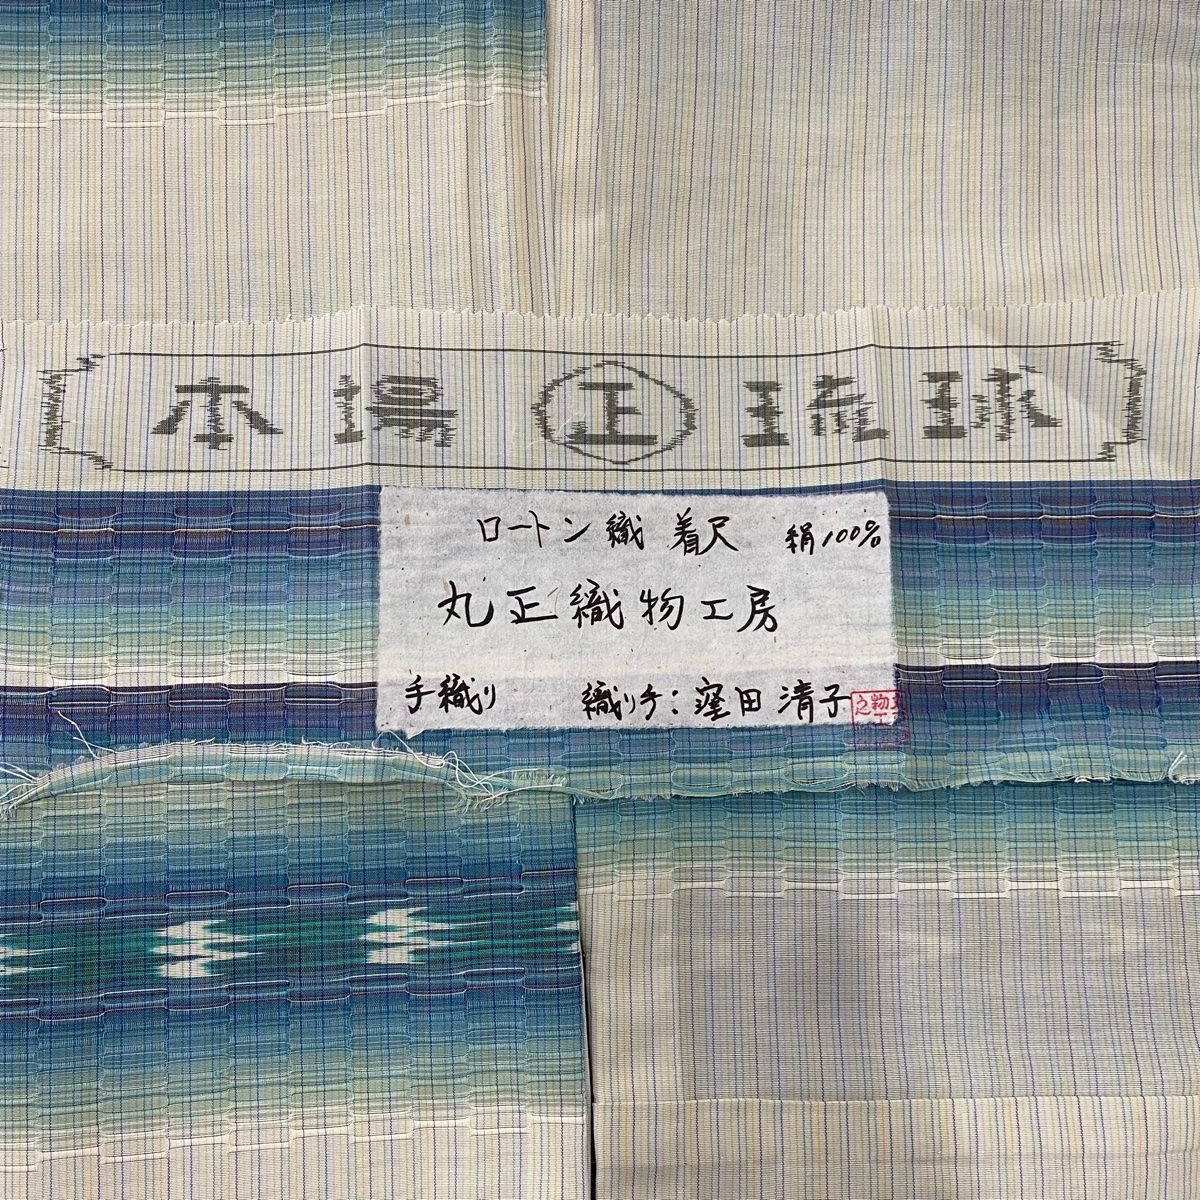 本場㊣琉球
ロートン織 着尺 絹100%
丸正織物工房
手織り 織り手:窪田清子